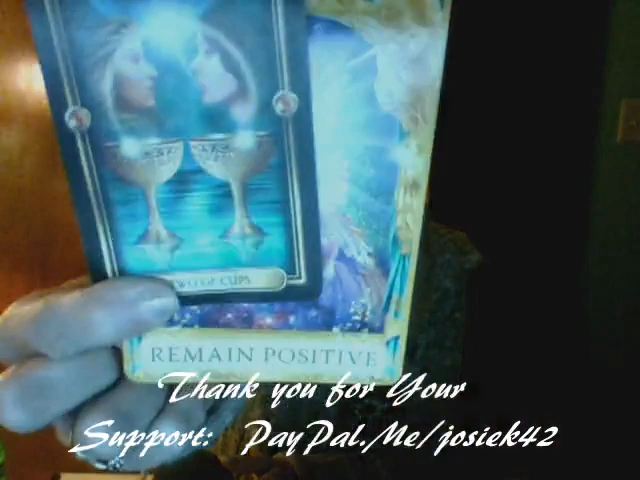 TWO OF CUPS
REMAIN POSITIVE
Thank you for Your
Support: PayPal.Me/josiek42